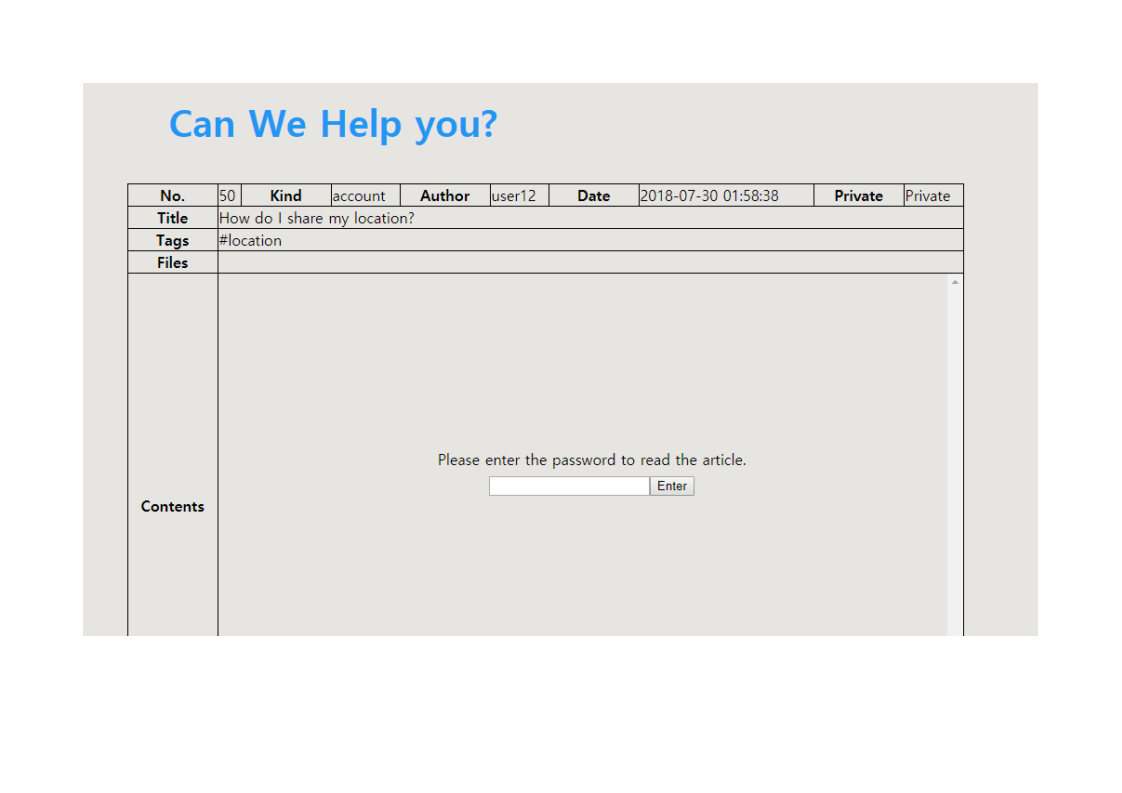 Can We Help you?
No. 50 Kind account Author user12 Date 2018-07-30 01:58:38 Private Private
Title How do I share my location?
Tags #location
Files
Please enter the password to read the article.
Enter
Contents